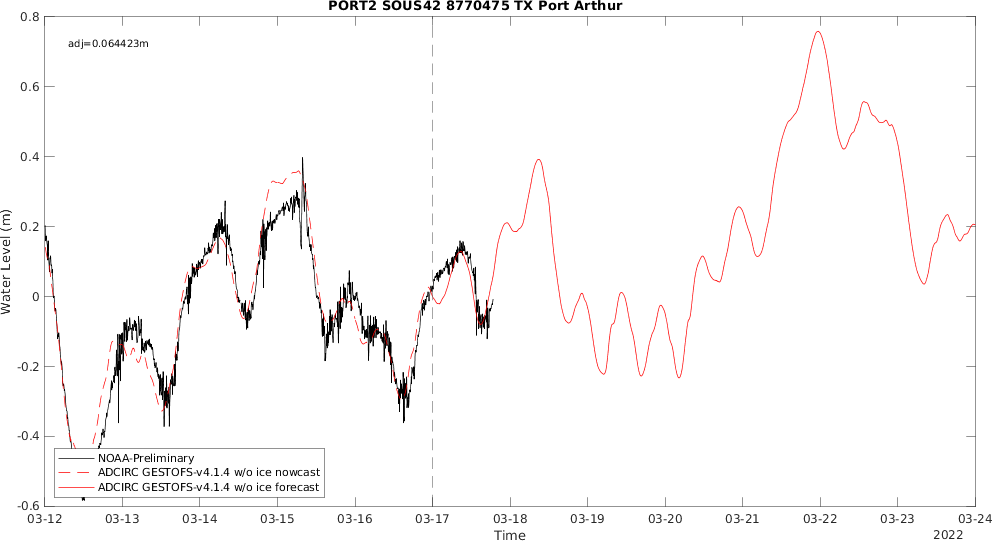 PORT2 SOUS42 8770475 TX Port Arthur
adj=0.064423m
0.8
0.6
0.4
0.2
0
-0.2
-0.4
-0.6
Water Level (m)
NOAA-Preliminary
ADCIRC GESTOFS-v4.1.4 w/o ice nowcast
ADCIRC GESTOFS-v4.1.4 w/o ice forecast
03-12 03-13 03-14 03-15 03-16 03-17 03-18 03-19 03-20 03-21 03-22 03-23 03-24
Time
2022